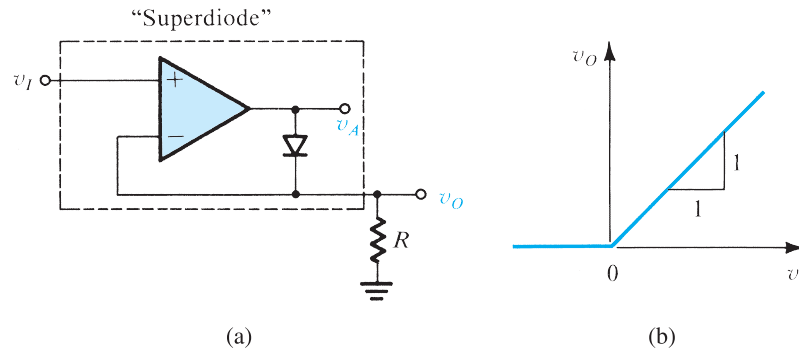 “Superdiode”
v_I
+
−
v_A
v_O
R
(a)
v_O
1
1
0
v
(b)